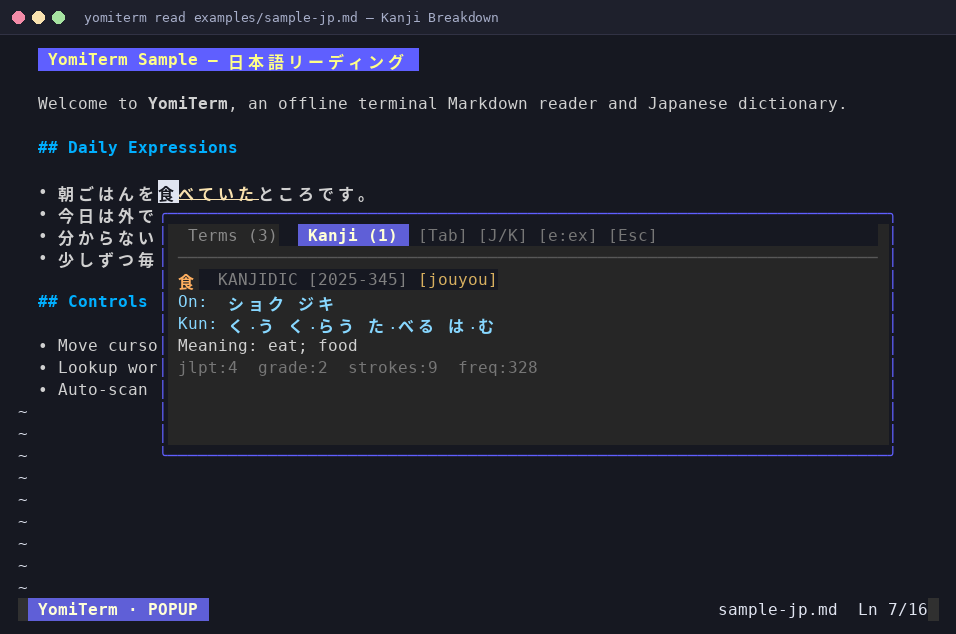 yomiterm read examples/sample-jp.md — Kanji Breakdown
YomiTerm Sample — 日本語リーディング
Welcome to YomiTerm, an offline terminal Markdown reader and Japanese dictionary.
## Daily Expressions
• 朝ごはんを食べていたところです。
• 今日は外で
• 分からない
• 少しずつ毎
Terms (3) Kanji (1) [Tab] [J/K] [e:ex] [Esc]
食 KANJIDIC [2025-345] [jouyou]
On: ショク ジキ
Kun: く.う く.らう た.べる は.む
Meaning: eat; food
jlpt:4 grade:2 strokes:9 freq:328
## Controls
• Move curso
• Lookup wor
• Auto-scan
~
~
~
~
~
~
~
~
~
YomiTerm · POPUP sample-jp.md Ln 7/16